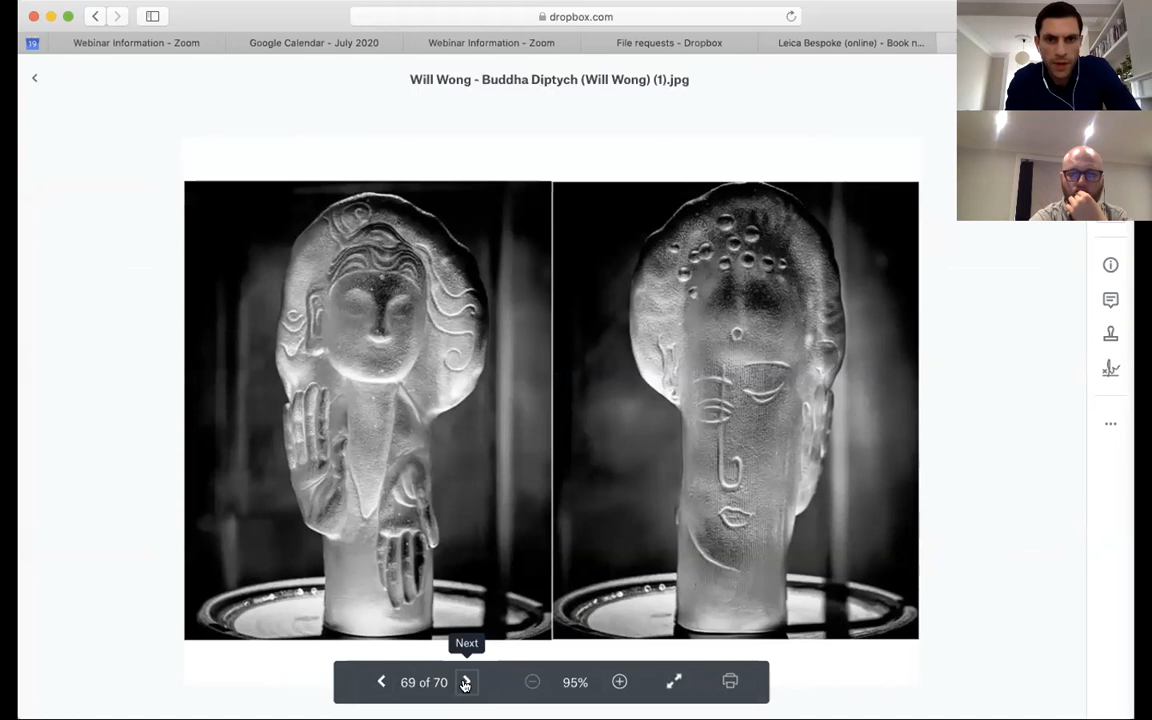 dropbox.com
19
Webinar Information - Zoom
Google Calendar - July 2020
Webinar Information - Zoom
File requests - Dropbox
Leica Bespoke (online) - Book n...
Will Wong - Buddha Diptych (Will Wong) (1).jpg
Next
69 of 70
95%